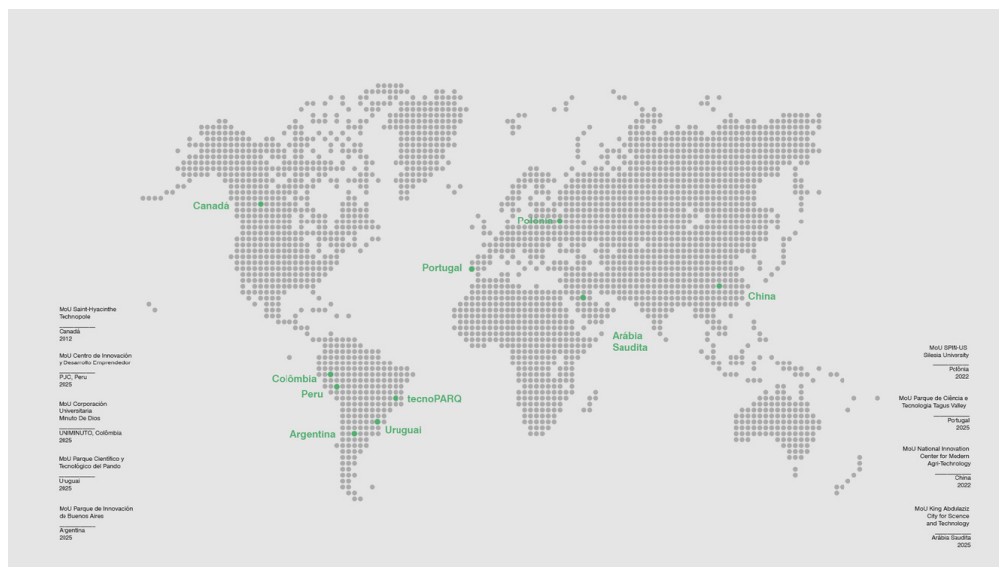 Canadá
Polônia
Portugal
China
Arábia
Saudita
Colômbia
Peru
tecnoPARQ
Uruguai
Argentina
MoU Saint-Hyacinthe
Technopole
Canadá
2012
MoU Centro de Innovación
y Desarrollo Emprendedor
PJC, Peru
2025
MoU Corporación
Universitaria
Minuto De Dios
UNIMINUTO, Colômbia
2025
MoU Parque Científico y
Tecnológico del Pando
Uruguai
2025
MoU Parque de Innovación
de Buenos Aires
Argentina
2025
MoU SPIN-US
Silesia University
Polônia
2022
MoU Parque de Ciência e
Tecnologia Tagus Valley
Portugal
2025
MoU National Innovation
Center for Modern
Agri-Technology
China
2022
MoU King Abdulaziz
City for Science
and Technology
Arábia Saudita
2025